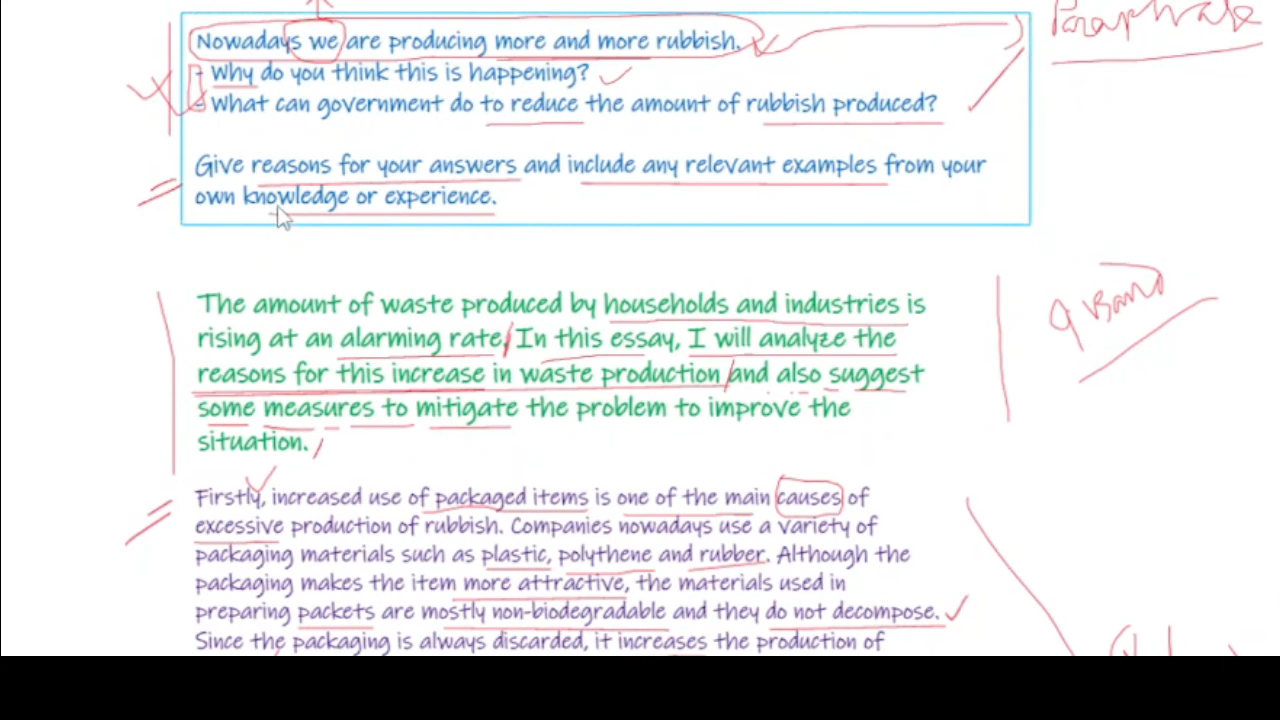 Paraphrase
Nowadays we are producing more and more rubbish.
- Why do you think this is happening?
- What can government do to reduce the amount of rubbish produced?
Give reasons for your answers and include any relevant examples from your
own knowledge or experience.
The amount of waste produced by households and industries is
rising at an alarming rate. In this essay, I will analyze the
reasons for this increase in waste production and also suggest
some measures to mitigate the problem to improve the
situation.
9 Band
Firstly, increased use of packaged items is one of the main causes of
excessive production of rubbish. Companies nowadays use a variety of
packaging materials such as plastic, polythene and rubber. Although the
packaging makes the item more attractive, the materials used in
preparing packets are mostly non-biodegradable and they do not decompose.
Since the packaging is always discarded, it increases the production of